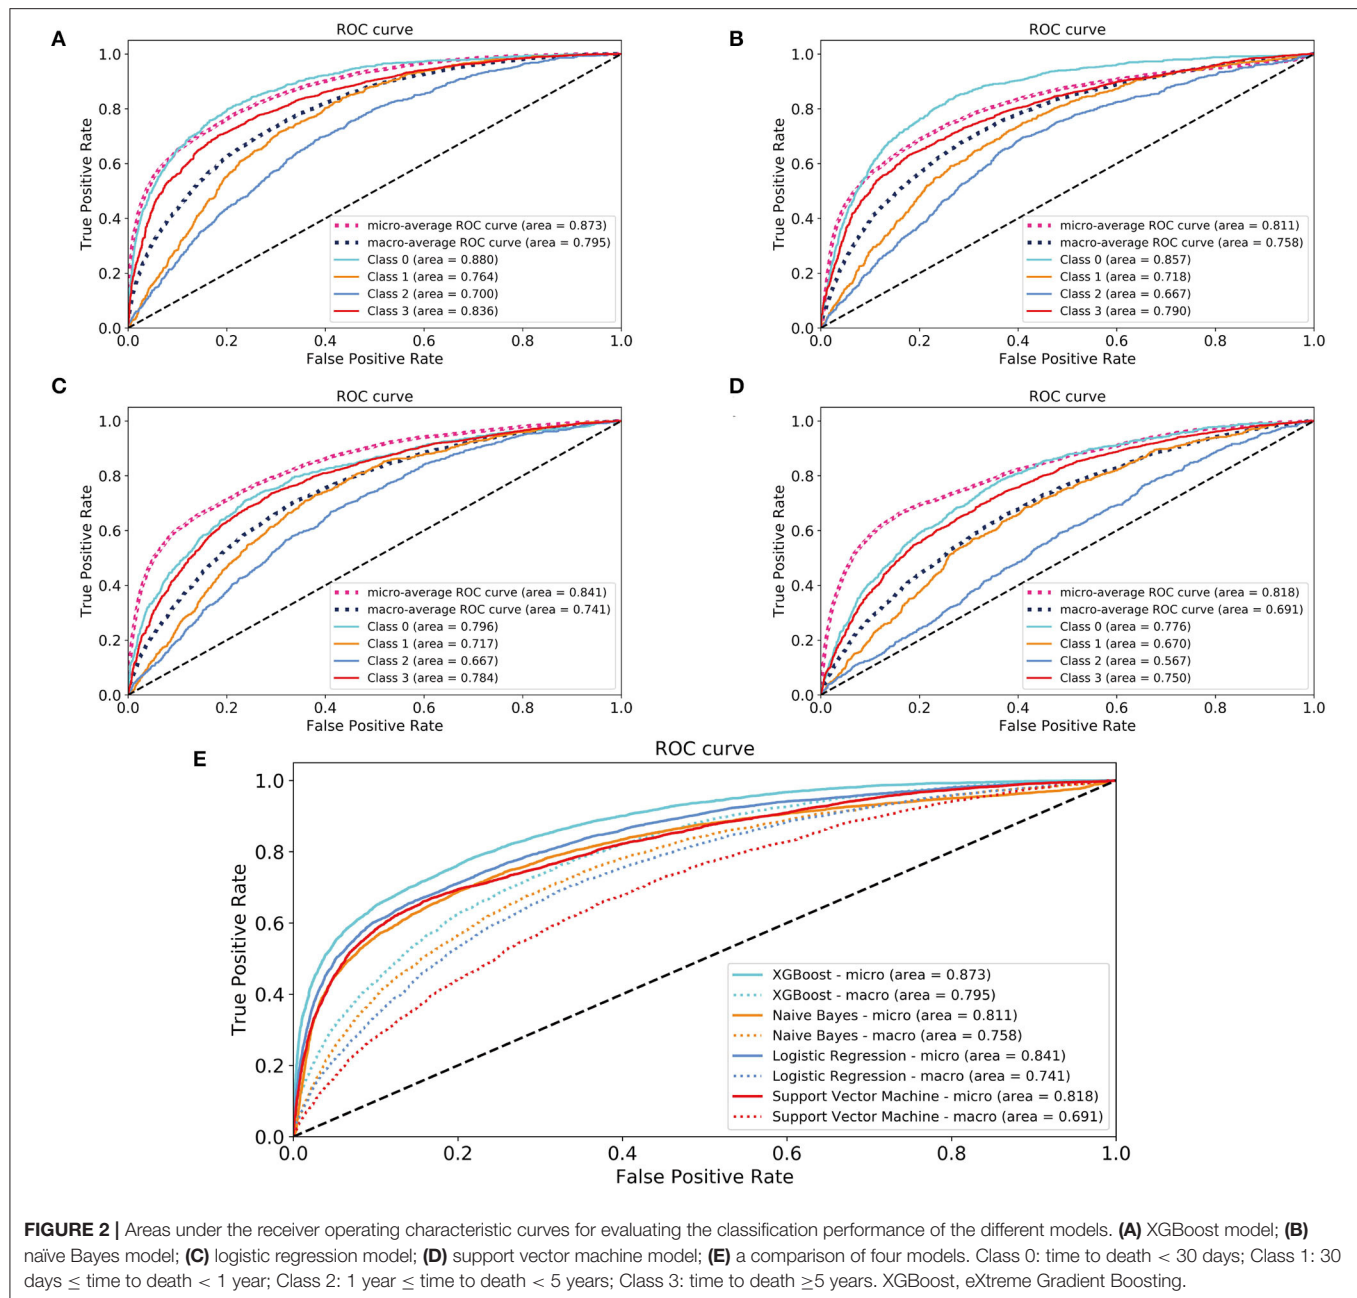 A
ROC curve
True Positive Rate
1.0
0.8
0.6
0.4
0.2
0.0
micro-average ROC curve (area = 0.873)
macro-average ROC curve (area = 0.795)
Class 0 (area = 0.880)
Class 1 (area = 0.764)
Class 2 (area = 0.700)
Class 3 (area = 0.836)
0.0 0.2 0.4 0.6 0.8 1.0
False Positive Rate
B
ROC curve
True Positive Rate
1.0
0.8
0.6
0.4
0.2
0.0
micro-average ROC curve (area = 0.811)
macro-average ROC curve (area = 0.758)
Class 0 (area = 0.857)
Class 1 (area = 0.718)
Class 2 (area = 0.667)
Class 3 (area = 0.790)
0.0 0.2 0.4 0.6 0.8 1.0
False Positive Rate
C
ROC curve
True Positive Rate
1.0
0.8
0.6
0.4
0.2
0.0
micro-average ROC curve (area = 0.841)
macro-average ROC curve (area = 0.741)
Class 0 (area = 0.796)
Class 1 (area = 0.717)
Class 2 (area = 0.667)
Class 3 (area = 0.784)
0.0 0.2 0.4 0.6 0.8 1.0
False Positive Rate
D
ROC curve
True Positive Rate
1.0
0.8
0.6
0.4
0.2
0.0
micro-average ROC curve (area = 0.818)
macro-average ROC curve (area = 0.691)
Class 0 (area = 0.776)
Class 1 (area = 0.670)
Class 2 (area = 0.567)
Class 3 (area = 0.750)
0.0 0.2 0.4 0.6 0.8 1.0
False Positive Rate
E
ROC curve
True Positive Rate
1.0
0.8
0.6
0.4
0.2
0.0
XGBoost - micro (area = 0.873)
XGBoost - macro (area = 0.795)
Naive Bayes - micro (area = 0.811)
Naive Bayes - macro (area = 0.758)
Logistic Regression - micro (area = 0.841)
Logistic Regression - macro (area = 0.741)
Support Vector Machine - micro (area = 0.818)
Support Vector Machine - macro (area = 0.691)
0.0 0.2 0.4 0.6 0.8 1.0
False Positive Rate
FIGURE 2 | Areas under the receiver operating characteristic curves for evaluating the classification performance of the different models. (A) XGBoost model; (B)
naïve Bayes model; (C) logistic regression model; (D) support vector machine model; (E) a comparison of four models. Class 0: time to death < 30 days; Class 1: 30
days ≤ time to death < 1 year; Class 2: 1 year ≤ time to death < 5 years; Class 3: time to death ≥5 years. XGBoost, eXtreme Gradient Boosting.